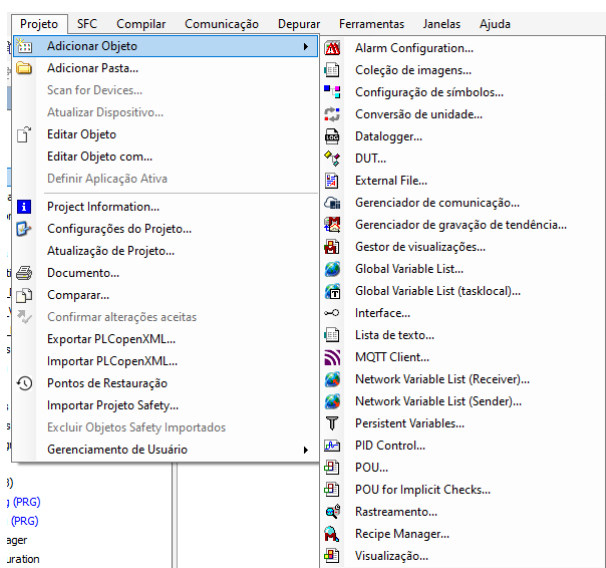 Projeto SFC Compilar Comunicação Depurar Ferramentas Janelas Ajuda
Adicionar Objeto
Adicionar Pasta...
Scan for Devices...
Atualizar Dispositivo...
Editar Objeto
Editar Objeto com...
Definir Aplicação Ativa
Project Information...
Configurações do Projeto...
Atualização de Projeto...
Documento...
Comparar...
Confirmar alterações aceitas
Exportar PLCopenXML...
Importar PLCopenXML...
Pontos de Restauração
Importar Projeto Safety...
Excluir Objetos Safety Importados
Gerenciamento de Usuário
Alarm Configuration...
Coleção de imagens...
Configuração de símbolos...
Conversão de unidade...
Datalogger...
DUT...
External File...
Gerenciador de comunicação...
Gerenciador de gravação de tendência...
Gestor de visualizações...
Global Variable List...
Global Variable List (tasklocal)...
Interface...
Lista de texto...
MQTT Client...
Network Variable List (Receiver)...
Network Variable List (Sender)...
Persistent Variables...
PID Control...
POU...
POU for Implicit Checks...
Rastreamento...
Recipe Manager...
Visualização...
(PRG)
(PRG)
ager
uration